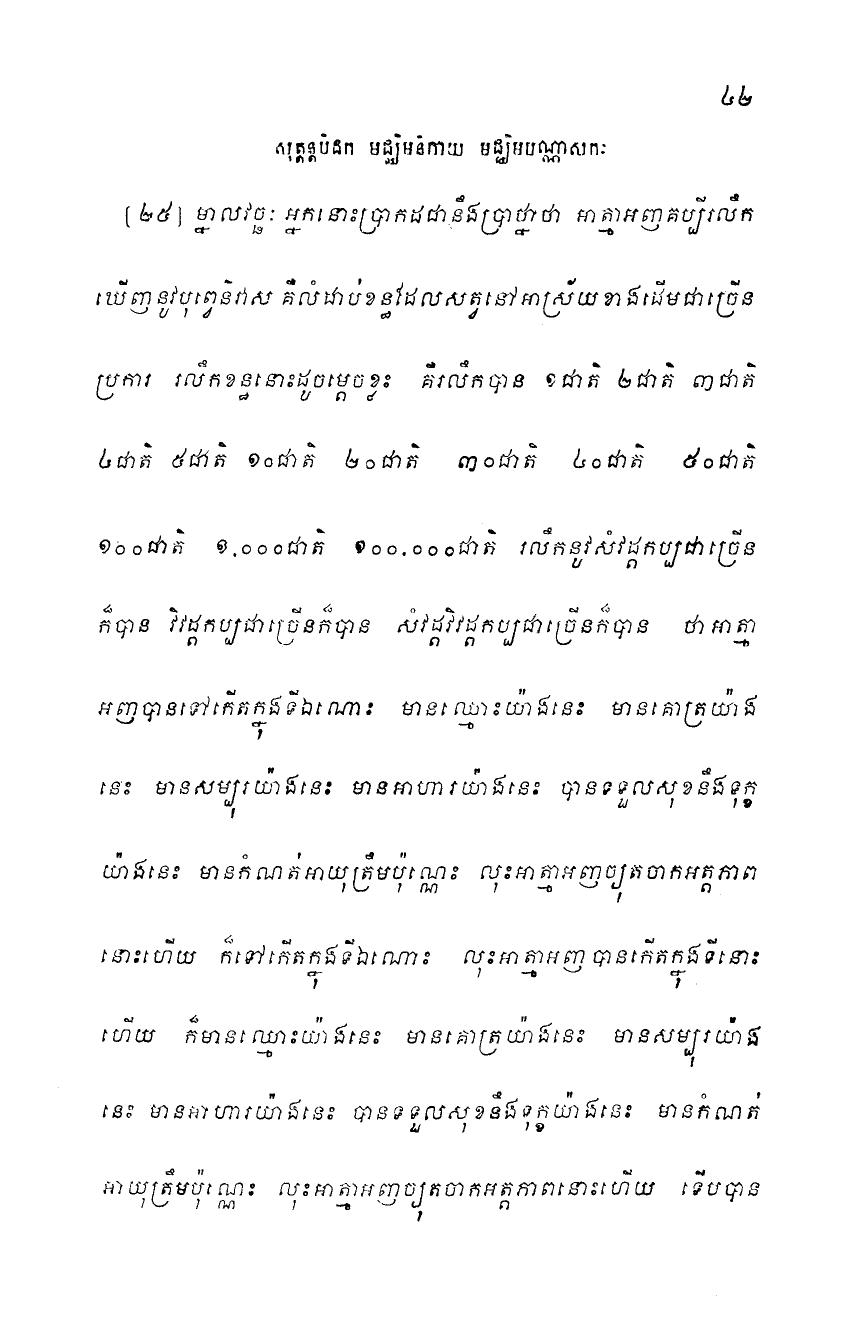 ៤២
សុត្តន្តបិដក មជ្ឈិមនិកាយ មជ្ឈិមបណ្ណាសកៈ
[២៥] ម្នាលវច្ឆៈ អ្នកនោះប្រាកដជានឹងប្រាថ្នាថា អាត្មាអញគប្បីរលឹក
ឃើញនូវបុព្វេនិវាស គឺលំដាប់ខន្ធដែលសត្វនៅអាស្រ័យខាងដើមជាច្រើន
ប្រការ រលឹកខន្ធនោះដូចម្តេចខ្លះ គឺរលឹកបាន ១ជាតិ ២ជាតិ ៣ជាតិ
៤ជាតិ ៥ជាតិ ១០ជាតិ ២០ជាតិ ៣០ជាតិ ៤០ជាតិ ៥០ជាតិ
១០០ជាតិ ១.០០០ជាតិ ១០០.០០០ជាតិ រលឹកនូវសំវដ្តកប្បជាច្រើន
ក៏បាន វិវដ្តកប្បជាច្រើនក៏បាន សំវដ្តវិវដ្តកប្បជាច្រើនក៏បាន ថាអាត្មា
អញបានទៅកើតក្នុងទីឯណោះ មានឈ្មោះយ៉ាងនេះ មានគោត្រយ៉ាង
នេះ មានសម្បុរយ៉ាងនេះ មានអាហារយ៉ាងនេះ បានទទួលសុខនឹងទុក្ខ
យ៉ាងនេះ មានកំណត់អាយុត្រឹមប៉ុណ្ណេះ លុះអាត្មាអញច្យុតចាកអត្តភាព
នោះហើយ ក៏ទៅកើតក្នុងទីឯណោះ លុះអាត្មាអញ បានកើតក្នុងទីនោះ
ហើយ ក៏មានឈ្មោះយ៉ាងនេះ មានគោត្រយ៉ាងនេះ មានសម្បុរយ៉ាង
នេះ មានអាហារយ៉ាងនេះ បានទទួលសុខនឹងទុក្ខយ៉ាងនេះ មានកំណត់
អាយុត្រឹមប៉ុណ្ណេះ លុះអាត្មាអញច្យុតចាកអត្តភាពនោះហើយ ទើបបាន